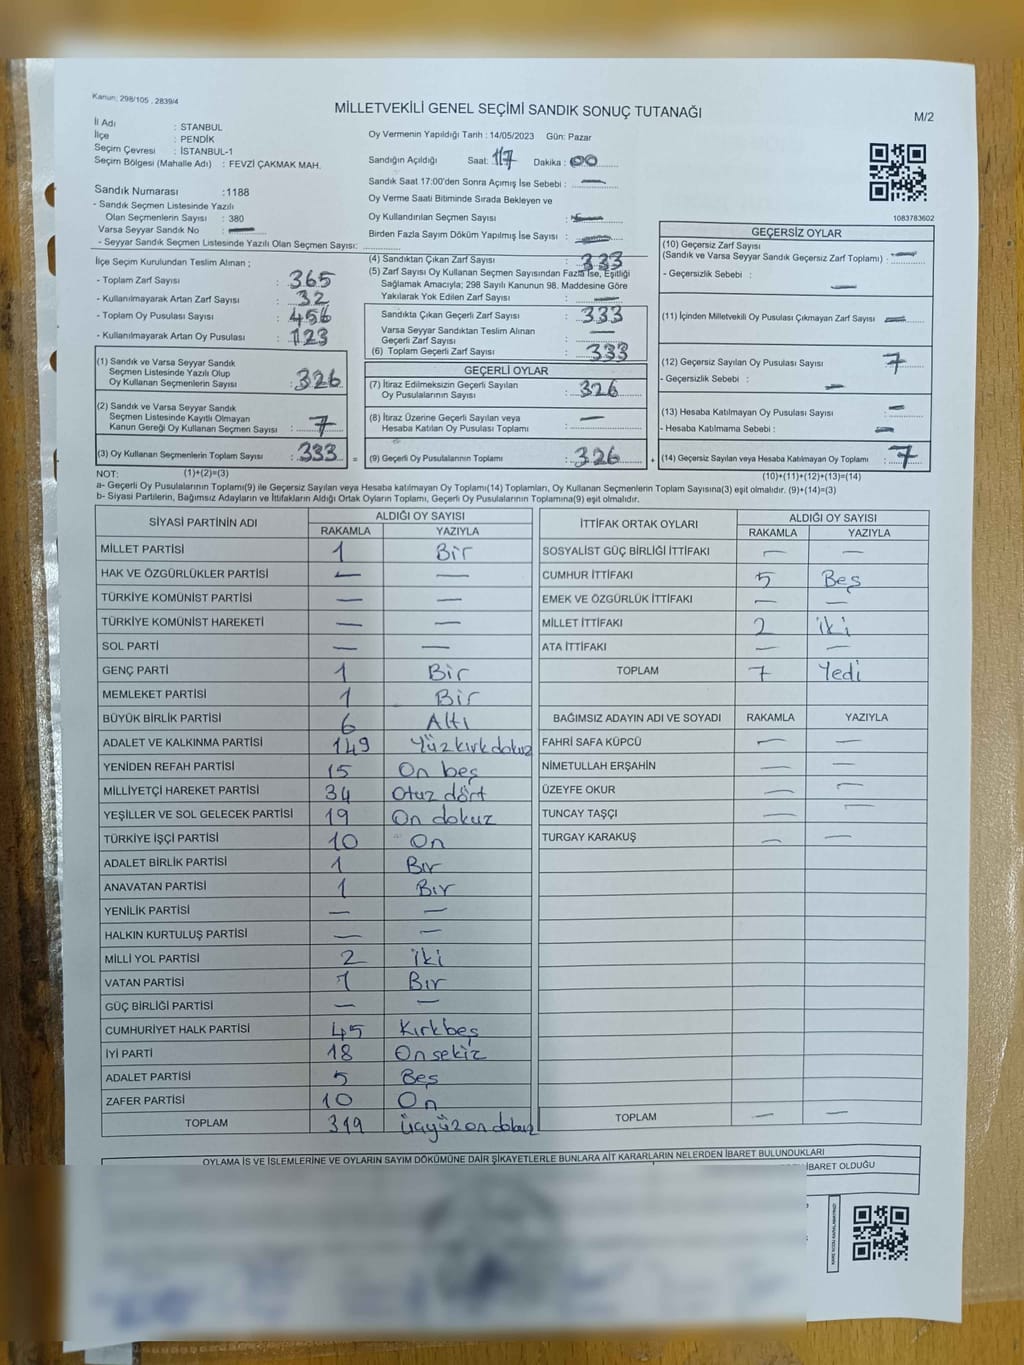 Kanun: 298/105 , 2839/4
MİLLETVEKİLİ GENEL SEÇİMİ SANDIK SONUÇ TUTANAĞI
M/2
İl Adı : STANBUL
İlçe : PENDİK
Seçim Çevresi : İSTANBUL-1
Seçim Bölgesi (Mahalle Adı) : FEVZİ ÇAKMAK MAH.
Sandık Numarası :1188
- Sandık Seçmen Listesinde Yazılı
Olan Seçmenlerin Sayısı : 380
Varsa Seyyar Sandık No : —
- Seyyar Sandık Seçmen Listesinde Yazılı Olan Seçmen Sayısı:
Oy Vermenin Yapıldığı Tarih : 14/05/2023 Gün: Pazar
Sandığın Açıldığı Saat: 17 Dakika : 00
Sandık Saat 17:00'den Sonra Açımış İse Sebebi : —
Oy Verme Saati Bitiminde Sırada Bekleyen ve
Oy Kullandırılan Seçmen Sayısı : —
Birden Fazla Sayım Döküm Yapılmış İse Sayısı : —
1083783602
İlçe Seçim Kurulundan Teslim Alınan ;
- Toplam Zarf Sayısı : 365
- Kullanılmayarak Artan Zarf Sayısı : 32
- Toplam Oy Pusulası Sayısı : 456
- Kullanılmayarak Artan Oy Pusulası : 123
(1) Sandık ve Varsa Seyyar Sandık
Seçmen Listesinde Yazılı Olup
Oy Kullanan Seçmenlerin Sayısı : 326
(2) Sandık ve Varsa Seyyar Sandık
Seçmen Listesinde Kayıtlı Olmayan
Kanun Gereği Oy Kullanan Seçmen Sayısı : 7
(3) Oy Kullanan Seçmenlerin Toplam Sayısı : 333 =
(1)+(2)=(3)
(4) Sandıktan Çıkan Zarf Sayısı : 333
(5) Zarf Sayısı Oy Kullanan Seçmen Sayısından Fazla İse, Eşitliği
Sağlamak Amacıyla; 298 Sayılı Kanunun 98. Maddesine Göre
Yakılarak Yok Edilen Zarf Sayısı : —
Sandıkta Çıkan Geçerli Zarf Sayısı : 333
Varsa Seyyar Sandıktan Teslim Alınan
Geçerli Zarf Sayısı : —
(6) Toplam Geçerli Zarf Sayısı : 333
GEÇERLİ OYLAR
(7) İtiraz Edilmeksizin Geçerli Sayılan
Oy Pusulalarının Sayısı : 326
(8) İtiraz Üzerine Geçerli Sayılan veya
Hesaba Katılan Oy Pusulası Toplamı : —
(9) Geçerli Oy Pusulalarının Toplamı : 326 +
GEÇERSİZ OYLAR
(10) Geçersiz Zarf Sayısı
(Sandık ve Varsa Seyyar Sandık Geçersiz Zarf Toplamı) : —
- Geçersizlik Sebebi :
—
(11) İçinden Milletvekili Oy Pusulası Çıkmayan Zarf Sayısı —
(12) Geçersiz Sayılan Oy Pusulası Sayısı : 7
- Geçersizlik Sebebi : —
(13) Hesaba Katılmayan Oy Pusulası Sayısı : —
- Hesaba Katılmama Sebebi : —
(14) Geçersiz Sayılan veya Hesaba Katılmayan Oy Toplamı : 7
(10)+(11)+(12)+(13)=(14)
NOT:
a- Geçerli Oy Pusulalarının Toplamı(9) ile Geçersiz Sayılan veya Hesaba katılmayan Oy Toplamı(14) Toplamları, Oy Kullanan Seçmenlerin Toplam Sayısına(3) eşit olmalıdır. (9)+(14)=(3)
b- Siyasi Partilerin, Bağımsız Adayların ve İttifakların Aldığı Ortak Oyların Toplamı, Geçerli Oy Pusulalarının Toplamına(9) eşit olmalıdır.
SİYASİ PARTİNİN ADI ALDIĞI OY SAYISI
RAKAMLA YAZIYLA
MİLLET PARTİSİ 1 Bir
HAK VE ÖZGÜRLÜKLER PARTİSİ — —
TÜRKİYE KOMÜNİST PARTİSİ — —
TÜRKİYE KOMÜNİST HAREKETİ — —
SOL PARTİ — —
GENÇ PARTİ 1 Bir
MEMLEKET PARTİSİ 1 Bir
BÜYÜK BİRLİK PARTİSİ 6 Altı
ADALET VE KALKINMA PARTİSİ 149 Yüzkırkdokuz
YENİDEN REFAH PARTİSİ 15 On beş
MİLLİYETÇİ HAREKET PARTİSİ 34 Otuz dört
YEŞİLLER VE SOL GELECEK PARTİSİ 19 On dokuz
TÜRKİYE İŞÇİ PARTİSİ 10 On
ADALET BİRLİK PARTİSİ 1 Bır
ANAVATAN PARTİSİ 1 Bır
YENİLİK PARTİSİ — —
HALKIN KURTULUŞ PARTİSİ — —
MİLLİ YOL PARTİSİ 2 iki
VATAN PARTİSİ 1 Bır
GÜÇ BİRLİĞİ PARTİSİ — —
CUMHURİYET HALK PARTİSİ 45 Kırkbeş
İYİ PARTİ 18 Onsekiz
ADALET PARTİSİ 5 Beş
ZAFER PARTİSİ 10 On
TOPLAM 319 üçyüzondokuz
İTTİFAK ORTAK OYLARI ALDIĞI OY SAYISI
RAKAMLA YAZIYLA
SOSYALİST GÜÇ BİRLİĞİ İTTİFAKI — —
CUMHUR İTTİFAKI 5 Beş
EMEK VE ÖZGÜRLÜK İTTİFAKI — —
MİLLET İTTİFAKI 2 iki
ATA İTTİFAKI — —
TOPLAM 7 Yedi
BAĞIMSIZ ADAYIN ADI VE SOYADI RAKAMLA YAZIYLA
FAHRİ SAFA KÜPCÜ — —
NİMETULLAH ERŞAHİN — —
ÜZEYFE OKUR — —
TUNCAY TAŞÇI — —
TURGAY KARAKUŞ — —
TOPLAM — —
OYLAMA İŞ VE İŞLEMLERİNE VE OYLARIN SAYIM DÖKÜMÜNE DAİR ŞİKAYETLERLE BUNLARA AİT KARARLARIN NELERDEN İBARET BULUNDUKLARI
İBARET OLDUĞU